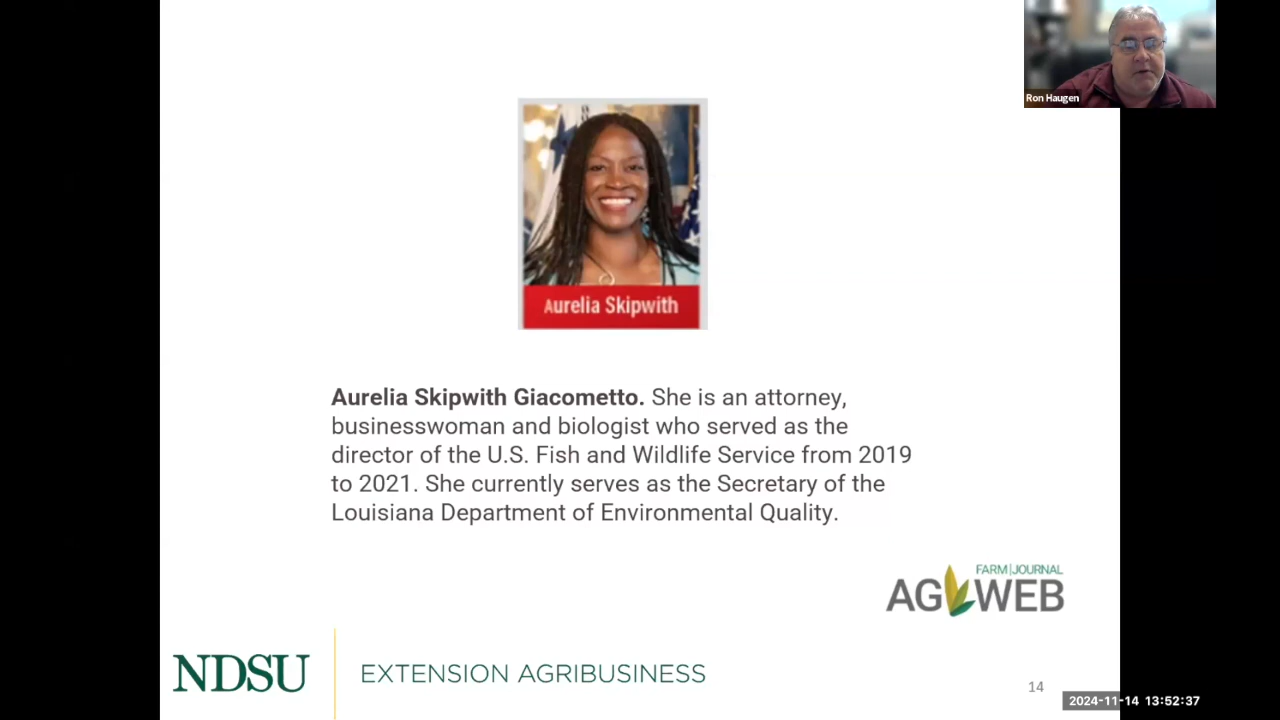 Ron Haugen
Aurelia Skipwith
Aurelia Skipwith Giacometto. She is an attorney,
businesswoman and biologist who served as the
director of the U.S. Fish and Wildlife Service from 2019
to 2021. She currently serves as the Secretary of the
Louisiana Department of Environmental Quality.
FARM|JOURNAL
AGWEB
NDSU
EXTENSION AGRIBUSINESS
14
2024-11-14 13:52:37